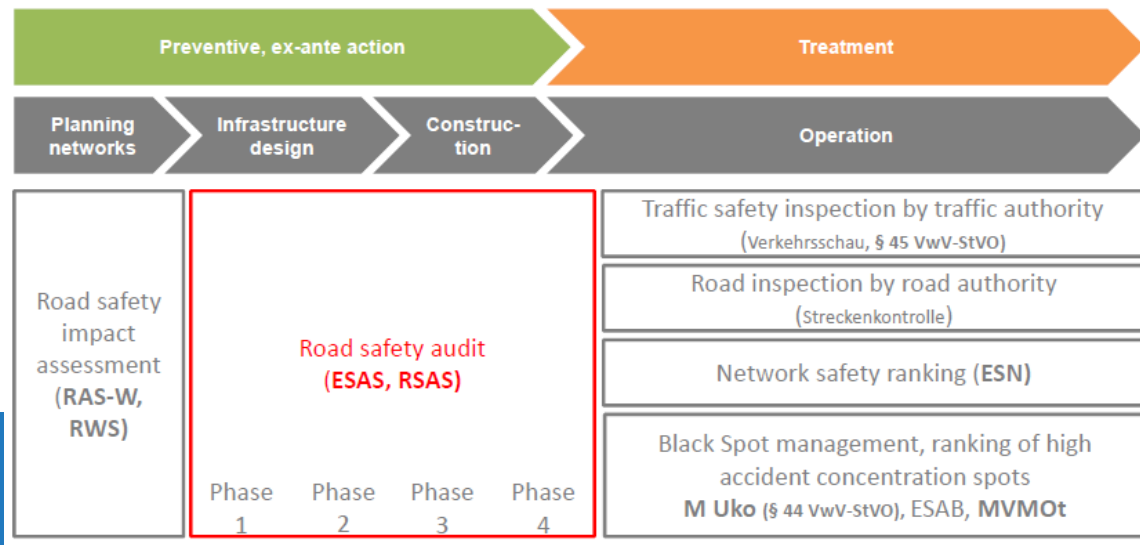 Preventive, ex-ante action
Treatment
Planning
networks
Infrastructure
design
Construc-
tion
Operation
Road safety
impact
assessment
(RAS-W,
RWS)
Road safety audit
(ESAS, RSAS)
Phase
1
Phase
2
Phase
3
Phase
4
Traffic safety inspection by traffic authority
(Verkehrsschau, § 45 VwV-StVO)
Road inspection by road authority
(Streckenkontrolle)
Network safety ranking (ESN)
Black Spot management, ranking of high
accident concentration spots
M Uko (§ 44 VwV-StVO), ESAB, MVMOt